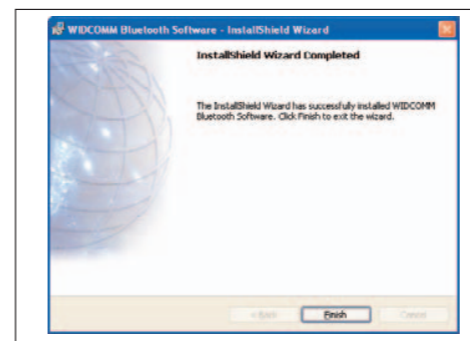 WIDCOMM Bluetooth Software - InstallShield Wizard
InstallShield Wizard Completed
The InstallShield Wizard has successfully installed WIDCOMM
Bluetooth Software. Click Finish to exit the wizard.
< Back Finish Cancel